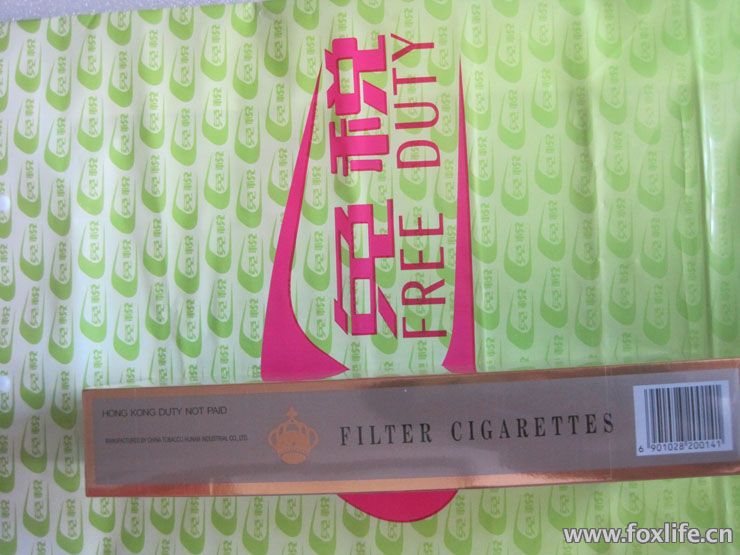 免税
FREE DUTY
HONG KONG DUTY NOT PAID
MANUFACTURED BY CHINA TOBACCO HUNAN INDUSTRIAL CO., LTD.
FILTER CIGARETTES
6 901028 200141
www.foxlife.cn